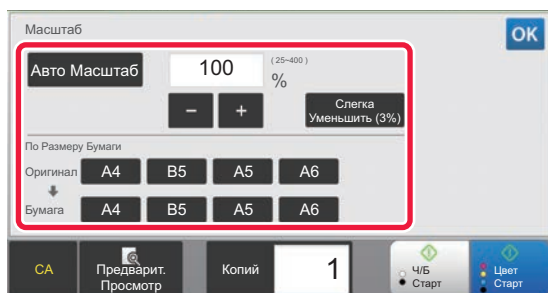 Масштаб
OK
Авто Масштаб
100
(25~400)
%
−
+
Слегка
Уменьшить (3%)
По Размеру Бумаги
Оригинал A4 B5 A5 A6
Бумага A4 B5 A5 A6
CA
Предварит.
Просмотр
Копий
1
Ч/Б
Старт
Цвет
Старт